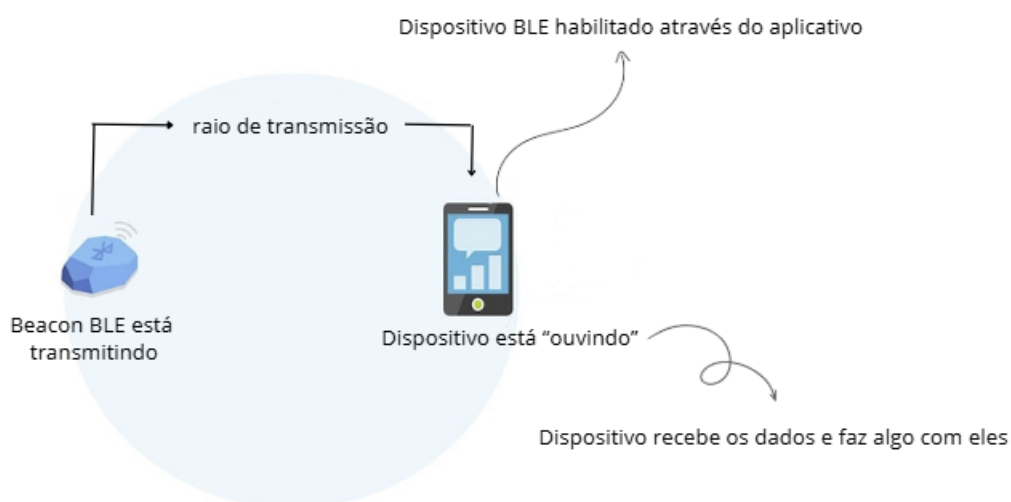 Dispositivo BLE habilitado através do aplicativo
raio de transmissão
Beacon BLE está
transmitindo
Dispositivo está “ouvindo”
Dispositivo recebe os dados e faz algo com eles